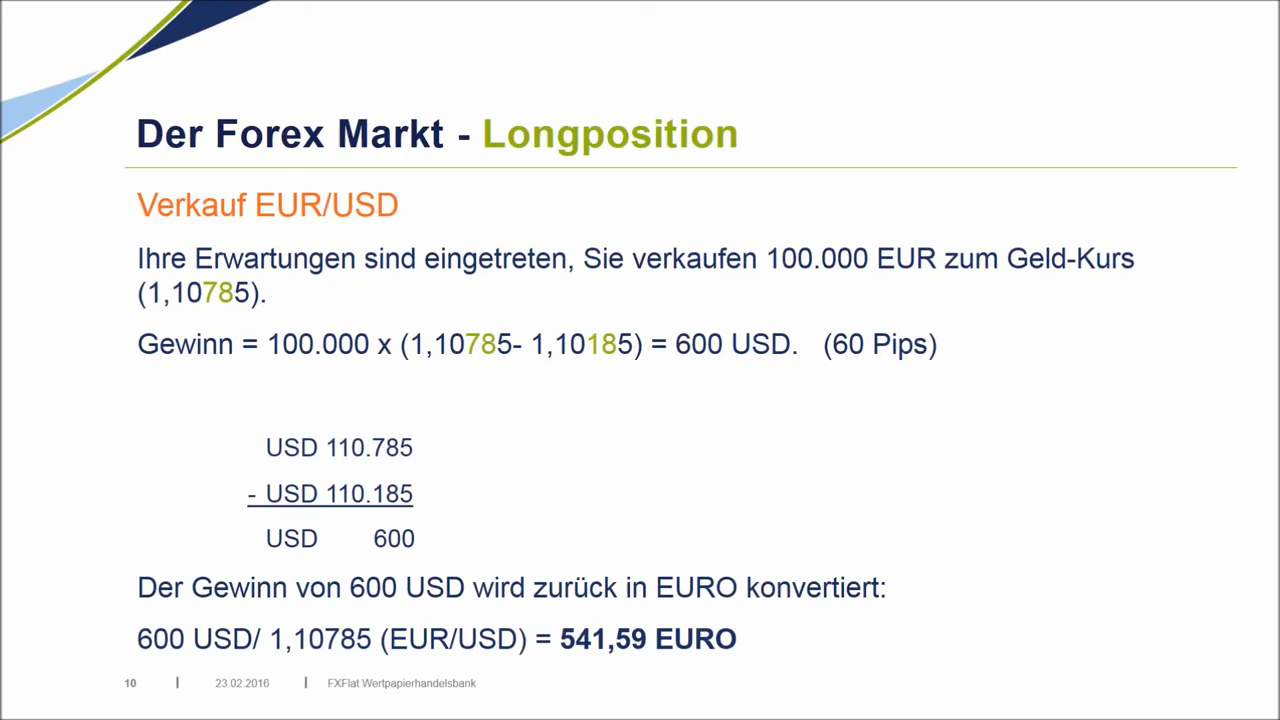 Der Forex Markt - Longposition
Verkauf EUR/USD
Ihre Erwartungen sind eingetreten, Sie verkaufen 100.000 EUR zum Geld-Kurs
(1,10785).
Gewinn = 100.000 x (1,10785- 1,10185) = 600 USD. (60 Pips)
USD 110.785
- USD 110.185
USD 600
Der Gewinn von 600 USD wird zurück in EURO konvertiert:
600 USD/ 1,10785 (EUR/USD) = 541,59 EURO
10 | 23.02.2016 | FXFlat Wertpapierhandelsbank